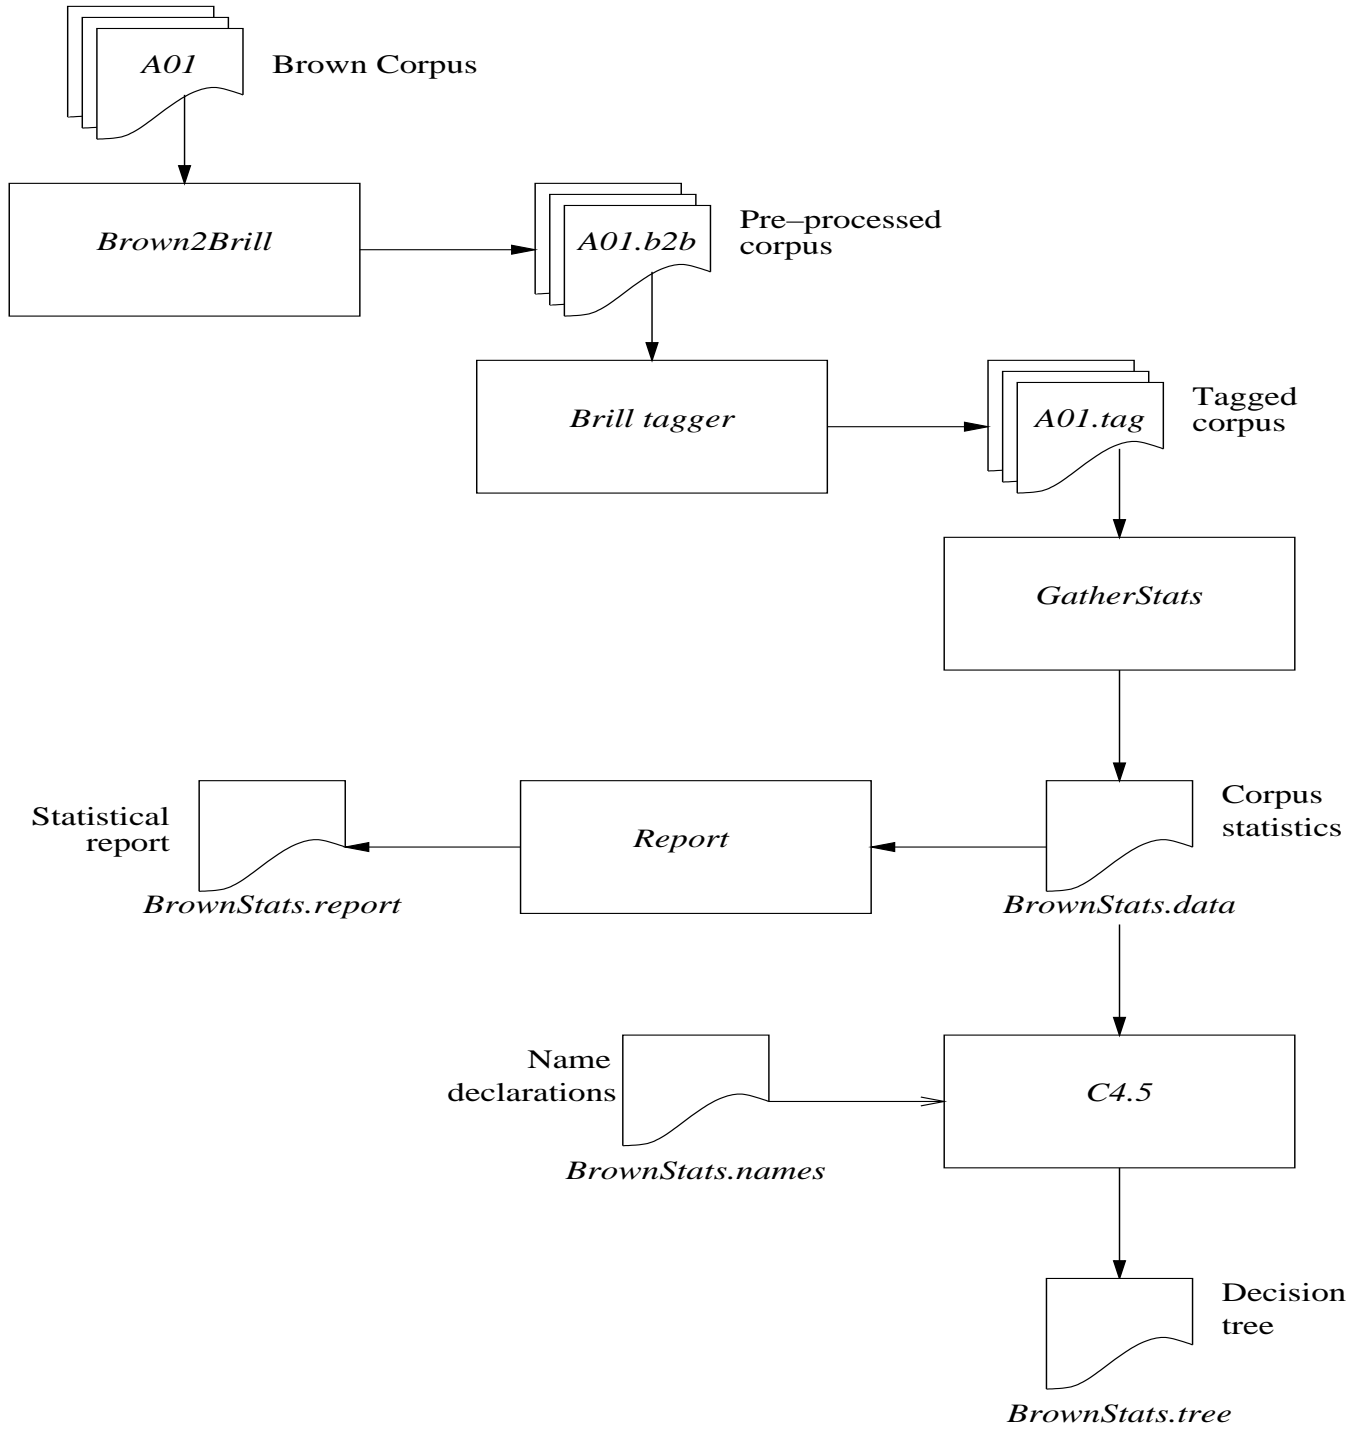 A01
Brown Corpus
Brown2Brill
A01.b2b
Pre–processed
corpus
Brill tagger
A01.tag
Tagged
corpus
GatherStats
Statistical
report
BrownStats.report
Report
Corpus
statistics
BrownStats.data
Name
declarations
BrownStats.names
C4.5
Decision
tree
BrownStats.tree